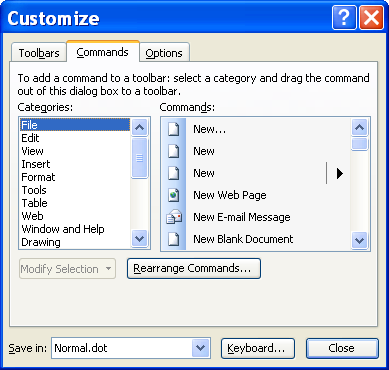 Customize
Toolbars Commands Options
To add a command to a toolbar: select a category and drag the command
out of this dialog box to a toolbar.
Categories:
File
Edit
View
Insert
Format
Tools
Table
Web
Window and Help
Drawing
Commands:
New...
New
New
New Web Page
New E-mail Message
New Blank Document
Modify Selection
Rearrange Commands...
Save in: Normal.dot
Keyboard...
Close